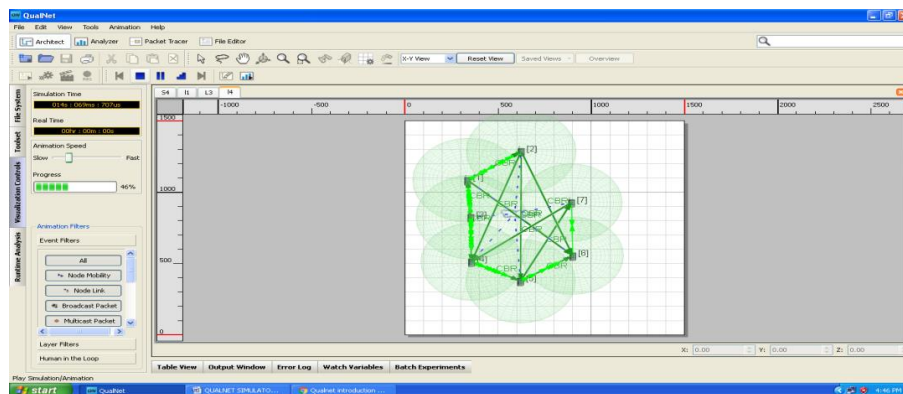 QualNet
File Edit View Tools Animation Help
Architect Analyzer Packet Tracer File Editor
X-Y View Reset View Saved Views Overview
File System
Toolset
Visualization Controls
Runtime Analysis
Simulation Time
014s : 069ms : 707us
Real Time
00hr : 00m : 00s
Animation Speed
Slow Fast
Progress
46%
Animation Filters
Event Filters
All
Node Mobility
Node Link
Broadcast Packet
Multicast Packet
Layer Filters
Human in the Loop
S4 I1 L3 I4
-1000 -500 0 500 1000 1500 2000 2500
1500
1000
500
0
[2]
[1]
CBR
CBR
CBR [7]
CBR
[6]
[4]
CBR
CBR
X: 0.00 Y: 0.00 Z: 0.00
Table View Output Window Error Log Watch Variables Batch Experiments
Play Simulation/Animation
start QualNet QUALNET SIMULATO... Qualnet introduction ... 4:46 PM